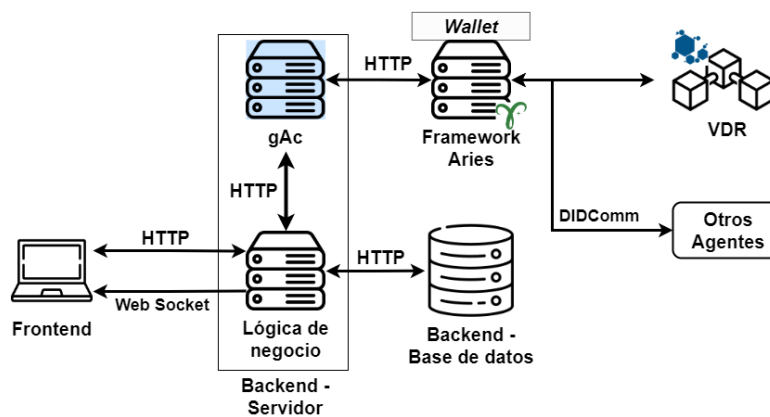 Wallet
HTTP
gAc
Framework
Aries
VDR
HTTP
DIDComm
Otros
Agentes
HTTP
HTTP
Web Socket
Frontend
Lógica de
negocio
Backend -
Base de datos
Backend -
Servidor